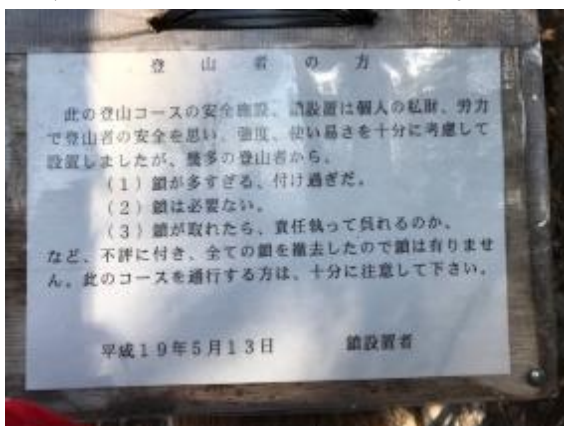 登山者の方
此の登山コースの安全施設、鎖設置は個人の私財、労力
で登山者の安全を思い、強度、使い易さを十分に考慮して
設置しましたが、幾多の登山者から、
(1)鎖が多すぎる、付け過ぎだ。
(2)鎖は必要ない。
(3)鎖が取れたら、責任執って呉れるのか。
など、不評に付き、全ての鎖を撤去したので鎖は有りませ
ん。此のコースを通行する方は、十分に注意して下さい。
平成19年5月13日 鎖設置者